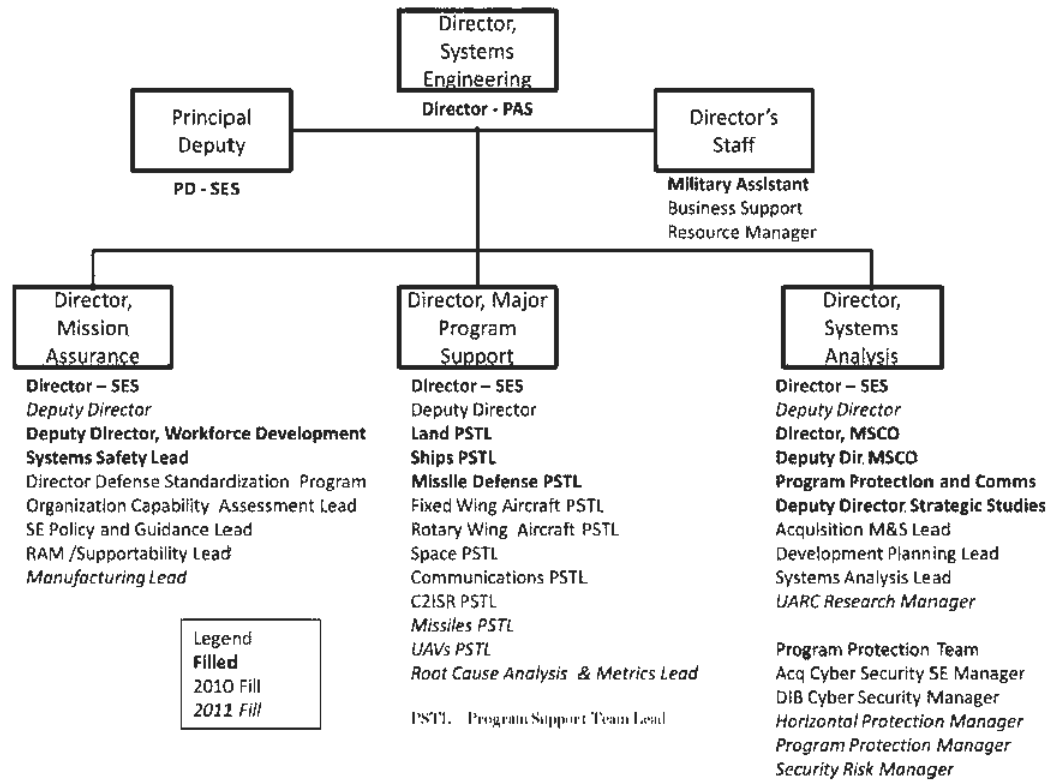 Director,
Systems
Engineering
Director - PAS
Principal
Deputy
PD - SES
Director's
Staff
Military Assistant
Business Support
Resource Manager
Director,
Mission
Assurance
Director – SES
Deputy Director
Deputy Director, Workforce Development
Systems Safety Lead
Director Defense Standardization Program
Organization Capability Assessment Lead
SE Policy and Guidance Lead
RAM /Supportability Lead
Manufacturing Lead
Director, Major
Program
Support
Director – SES
Deputy Director
Land PSTL
Ships PSTL
Missile Defense PSTL
Fixed Wing Aircraft PSTL
Rotary Wing Aircraft PSTL
Space PSTL
Communications PSTL
C2ISR PSTL
Missiles PSTL
UAVs PSTL
Root Cause Analysis & Metrics Lead
PSTL Program Support Team Lead
Director,
Systems
Analysis
Director – SES
Deputy Director
Director, MSCO
Deputy Dir. MSCO
Program Protection and Comms
Deputy Director Strategic Studies
Acquisition M&S Lead
Development Planning Lead
Systems Analysis Lead
UARC Research Manager
Program Protection Team
Acq Cyber Security SE Manager
DIB Cyber Security Manager
Horizontal Protection Manager
Program Protection Manager
Security Risk Manager
Legend
Filled
2010 Fill
2011 Fill